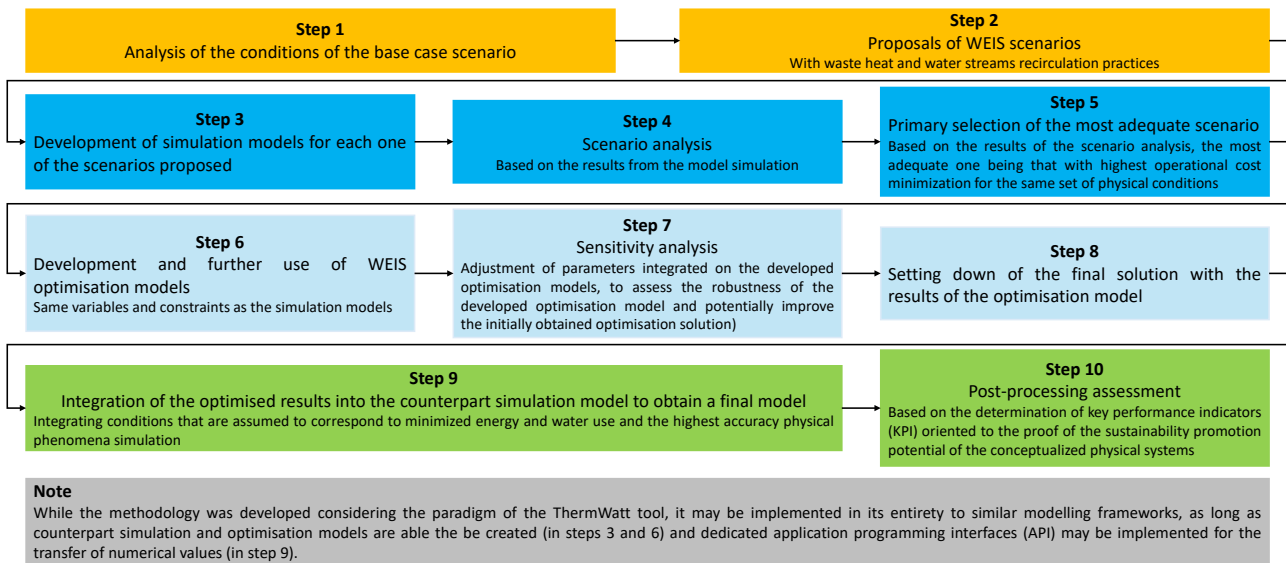 Step 1
Analysis of the conditions of the base case scenario
Step 2
Proposals of WEIS scenarios
With waste heat and water streams recirculation practices
Step 3
Development of simulation models for each one
of the scenarios proposed
Step 4
Scenario analysis
Based on the results from the model simulation
Step 5
Primary selection of the most adequate scenario
Based on the results of the scenario analysis, the most
adequate one being that with highest operational cost
minimization for the same set of physical conditions
Step 6
Development and further use of WEIS
optimisation models
Same variables and constraints as the simulation models
Step 7
Sensitivity analysis
Adjustment of parameters integrated on the developed
optimisation models, to assess the robustness of the
developed optimisation model and potentially improve
the initially obtained optimisation solution)
Step 8
Setting down of the final solution with the
results of the optimisation model
Step 9
Integration of the optimised results into the counterpart simulation model to obtain a final model
Integrating conditions that are assumed to correspond to minimized energy and water use and the highest accuracy physical
phenomena simulation
Step 10
Post-processing assessment
Based on the determination of key performance indicators
(KPI) oriented to the proof of the sustainability promotion
potential of the conceptualized physical systems
Note
While the methodology was developed considering the paradigm of the ThermWatt tool, it may be implemented in its entirety to similar modelling frameworks, as long as
counterpart simulation and optimisation models are able the be created (in steps 3 and 6) and dedicated application programming interfaces (API) may be implemented for the
transfer of numerical values (in step 9).